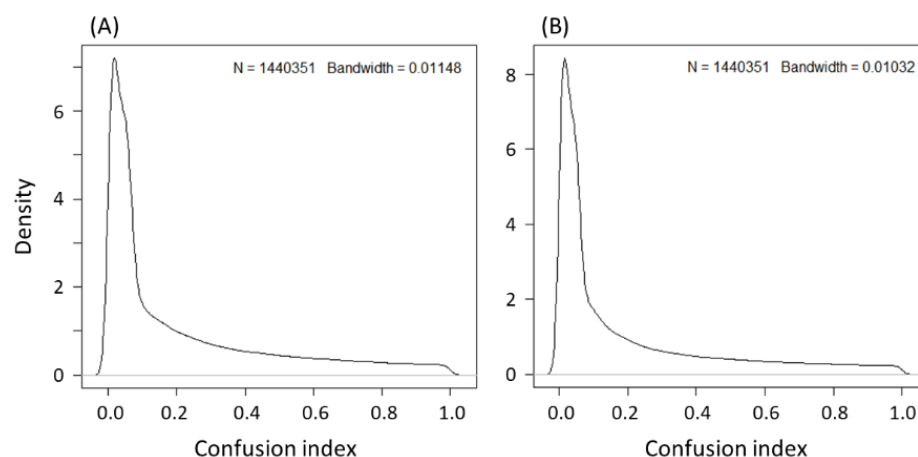 (A)
(B)
N = 1440351 Bandwidth = 0.01148
N = 1440351 Bandwidth = 0.01032
Density
6
4
2
0
8
6
4
2
0
0.0 0.2 0.4 0.6 0.8 1.0
0.0 0.2 0.4 0.6 0.8 1.0
Confusion index
Confusion index